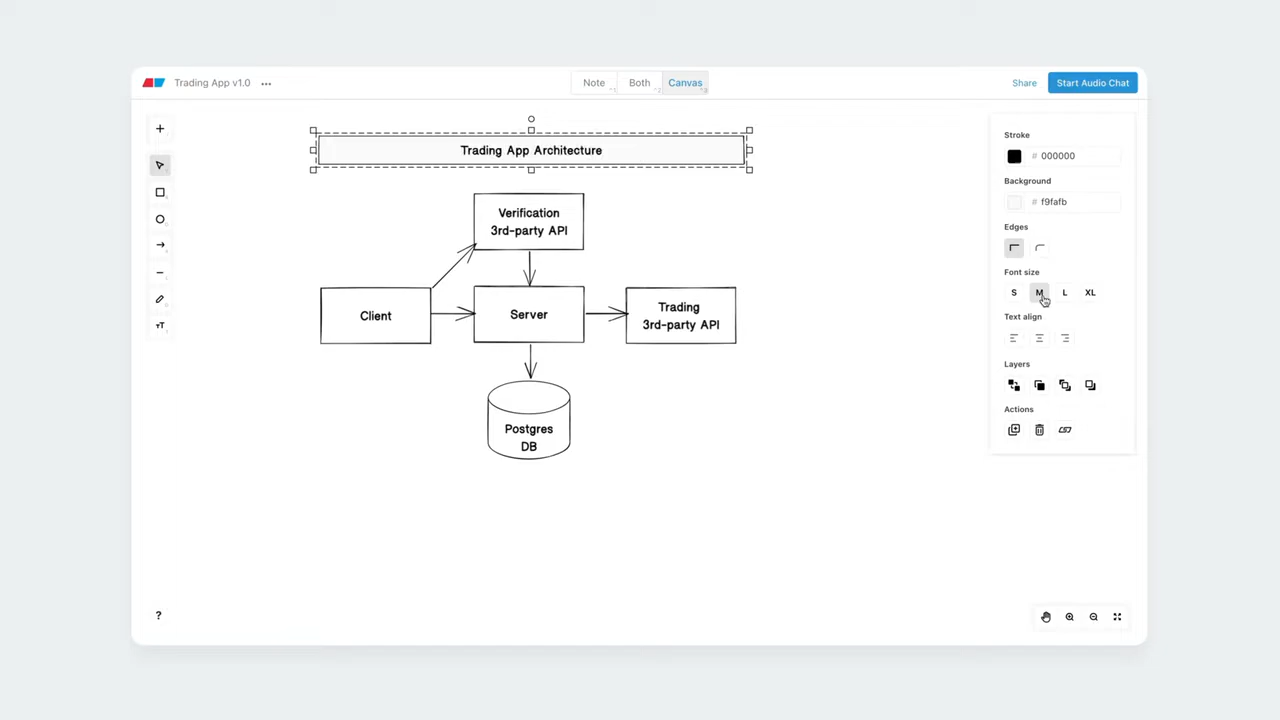 Trading App v1.0 ...
Note
Both
Canvas
Share
Start Audio Chat
Trading App Architecture
Verification
3rd-party API
Client
Server
Trading
3rd-party API
Postgres
DB
Stroke
# 000000
Background
# f9fafb
Edges
Font size
S M L XL
Text align
Layers
Actions
TT
?